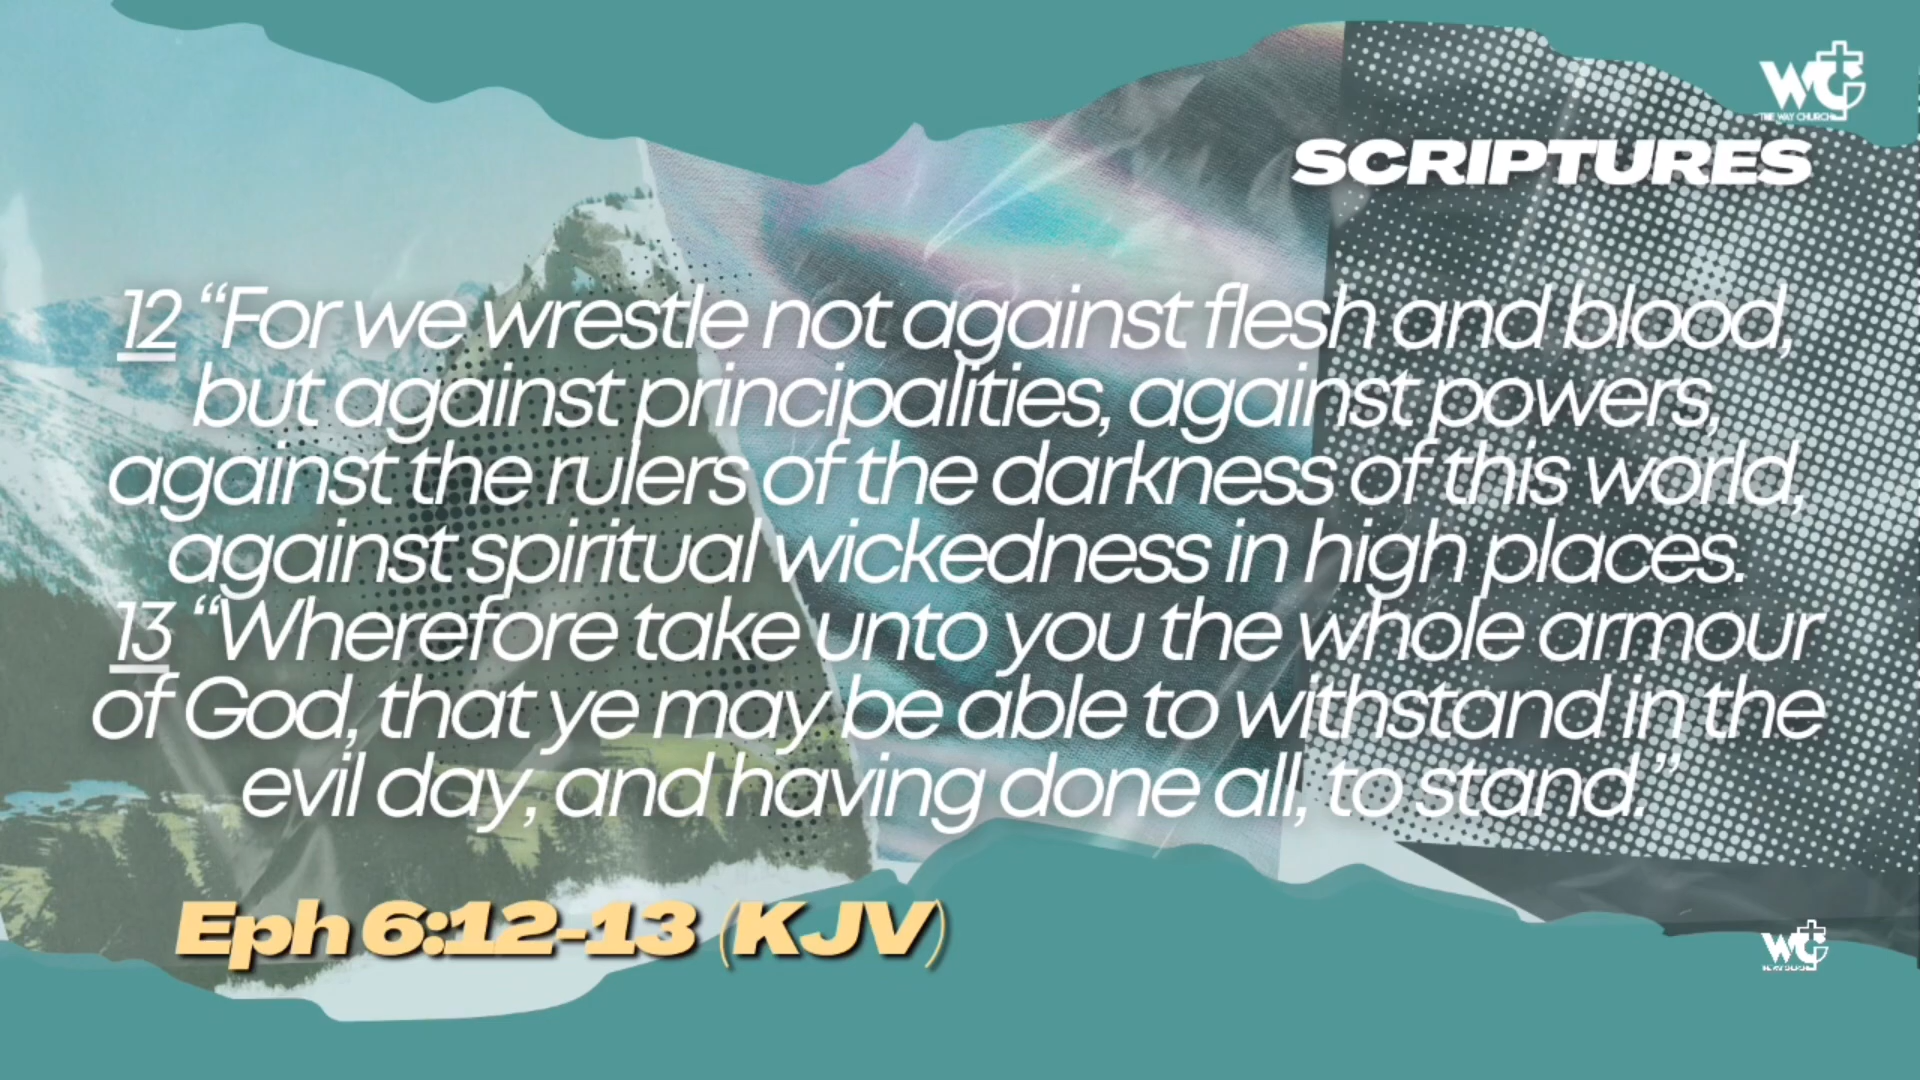 THE WAY CHURCH
SCRIPTURES
12 “For we wrestle not against flesh and blood,
but against principalities, against powers,
against the rulers of the darkness of this world,
against spiritual wickedness in high places.
13 “Wherefore take unto you the whole armour
of God, that ye may be able to withstand in the
evil day, and having done all, to stand.”
Eph 6:12-13 (KJV)